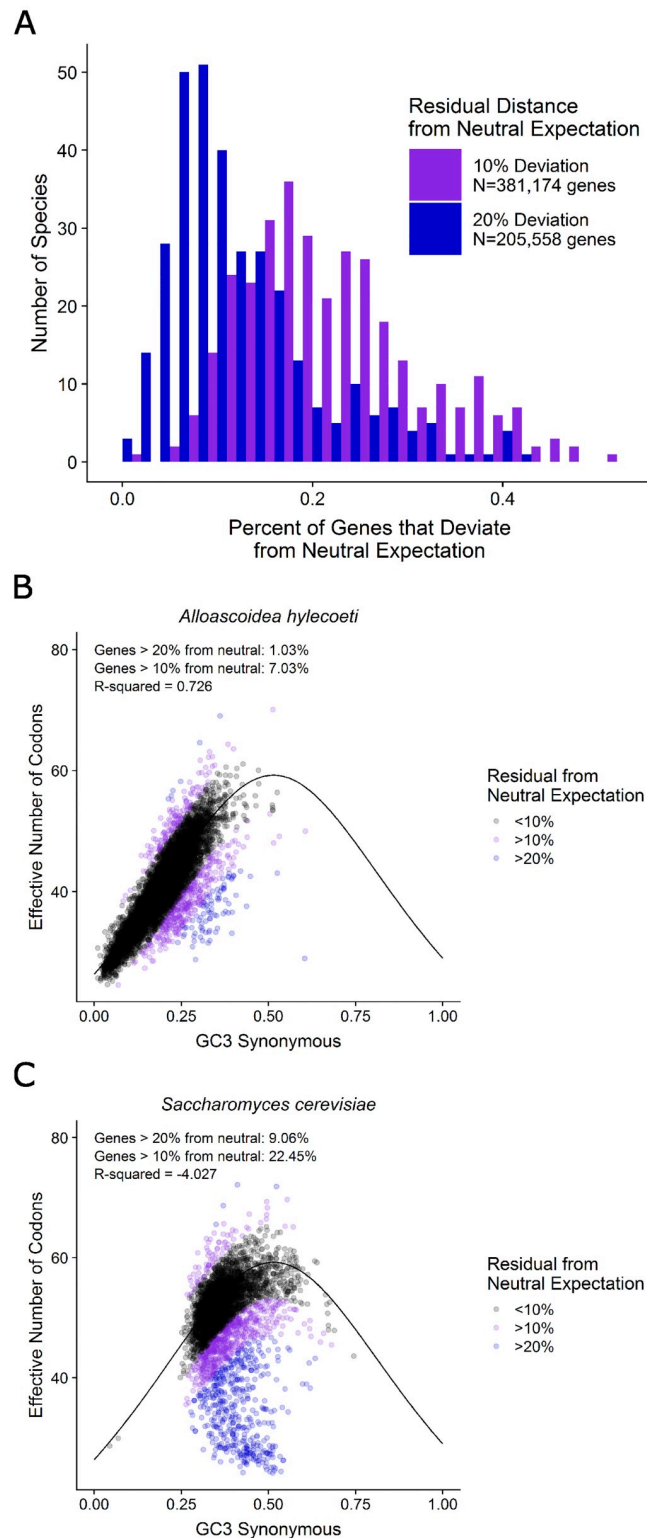 A
50
40
30
20
10
0
Number of Species
Residual Distance
from Neutral Expectation
10% Deviation
N=381,174 genes
20% Deviation
N=205,558 genes
0.0
0.2
0.4
Percent of Genes that Deviate
from Neutral Expectation
B
Alloascoidea hylecoeti
80
60
40
Effective Number of Codons
Genes > 20% from neutral: 1.03%
Genes > 10% from neutral: 7.03%
R-squared = 0.726
Residual from
Neutral Expectation
<10%
>10%
>20%
0.00
0.25
0.50
0.75
1.00
GC3 Synonymous
C
Saccharomyces cerevisiae
80
60
40
Effective Number of Codons
Genes > 20% from neutral: 9.06%
Genes > 10% from neutral: 22.45%
R-squared = -4.027
Residual from
Neutral Expectation
<10%
>10%
>20%
0.00
0.25
0.50
0.75
1.00
GC3 Synonymous